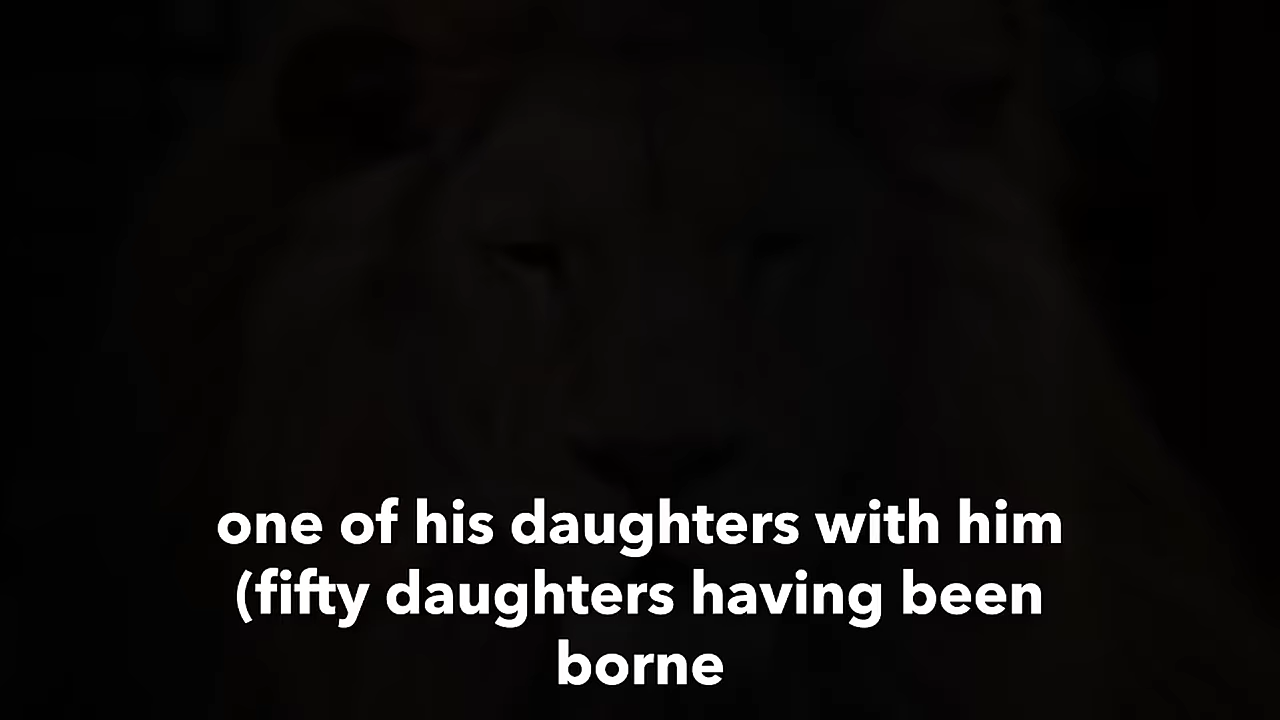 one of his daughters with him
(fifty daughters having been
borne